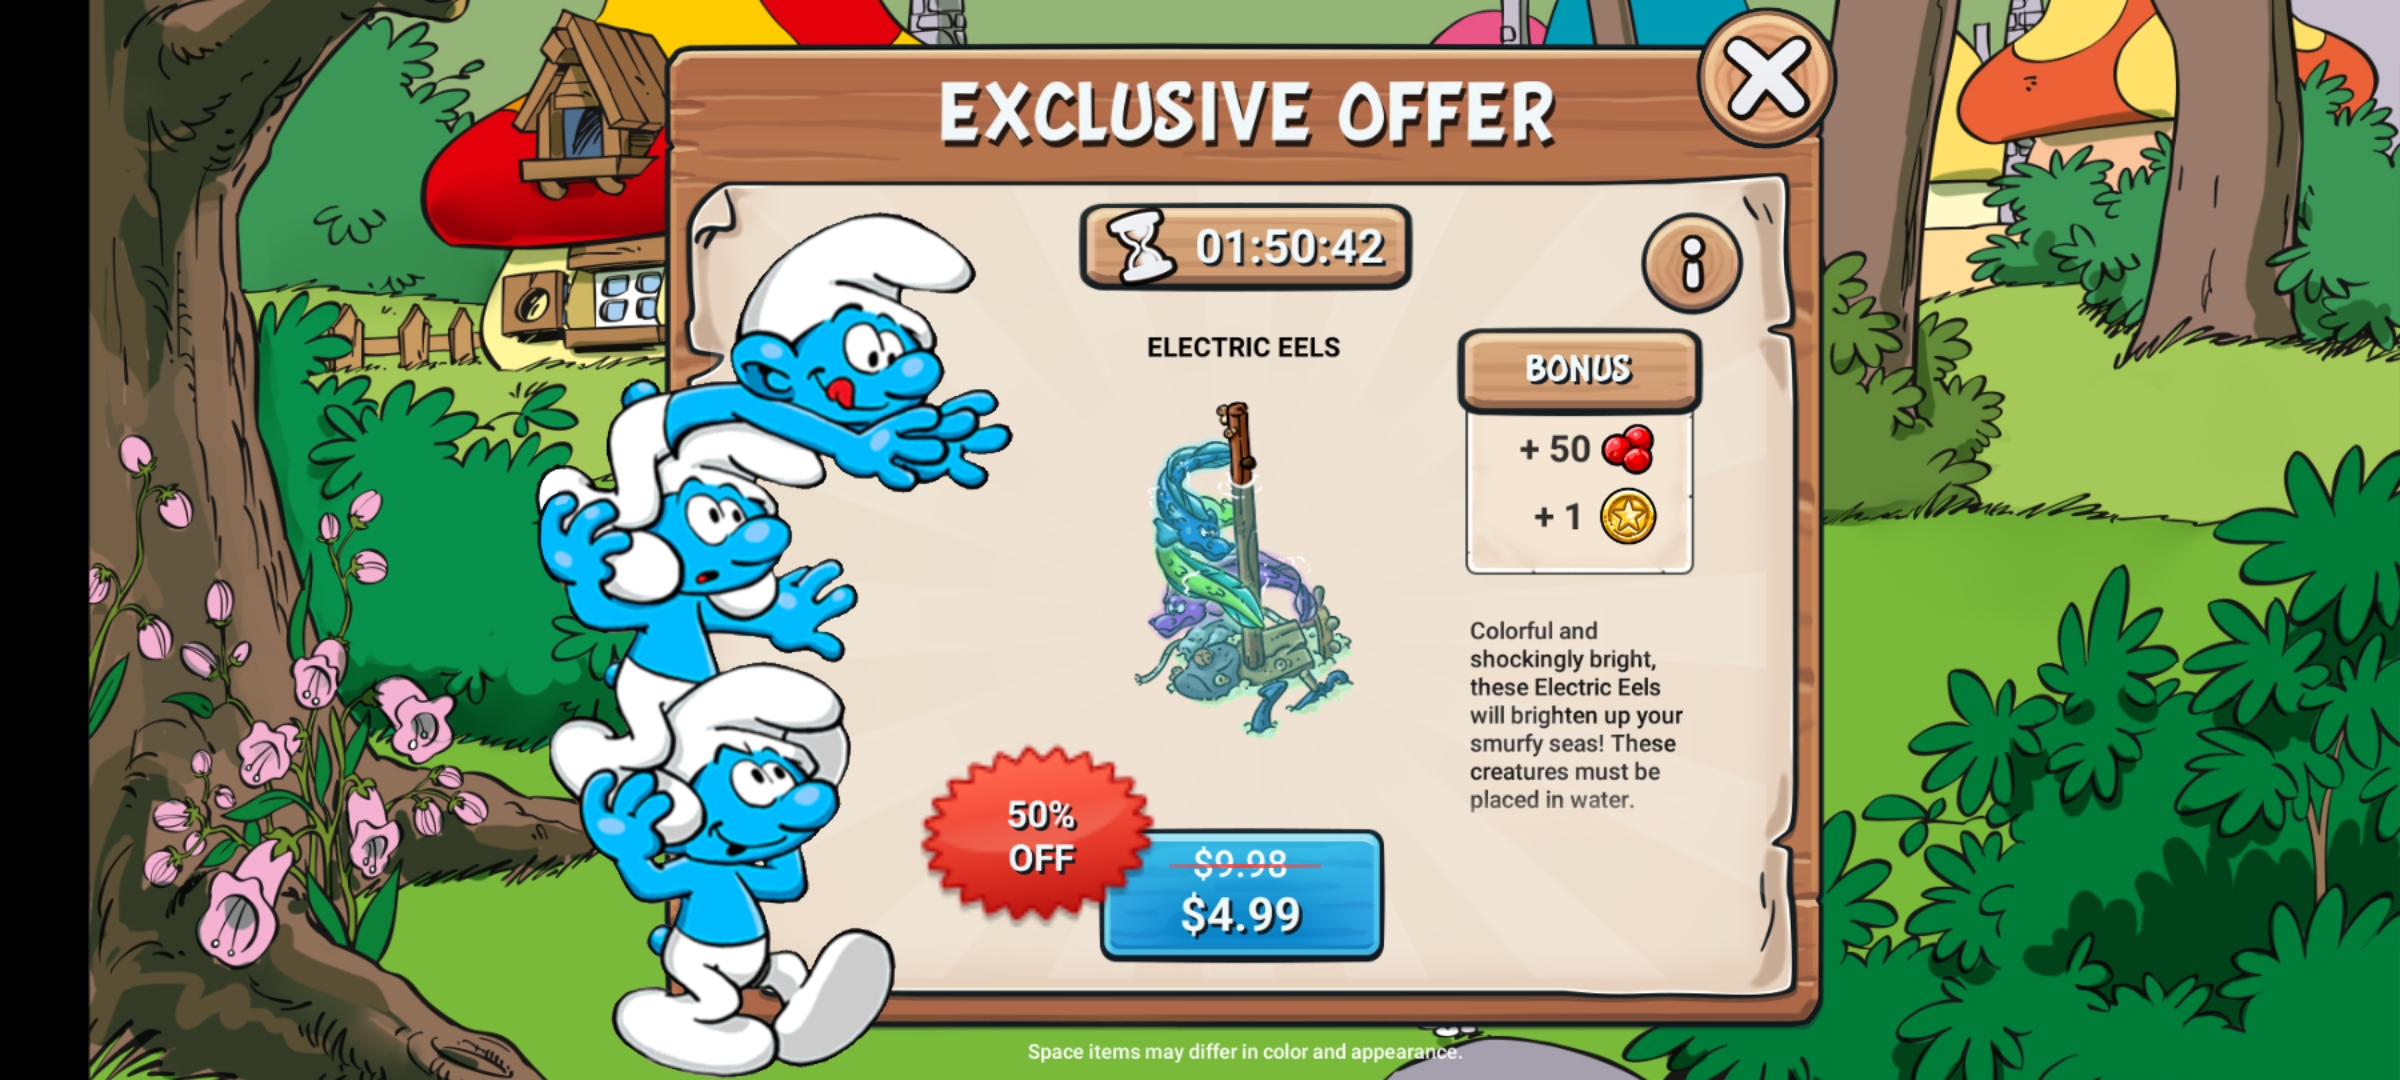 EXCLUSIVE OFFER
01:50:42
ELECTRIC EELS
BONUS
+ 50
+ 1
Colorful and
shockingly bright,
these Electric Eels
will brighten up your
smurfy seas! These
creatures must be
placed in water.
50%
OFF
$9.98
$4.99
Space items may differ in color and appearance.